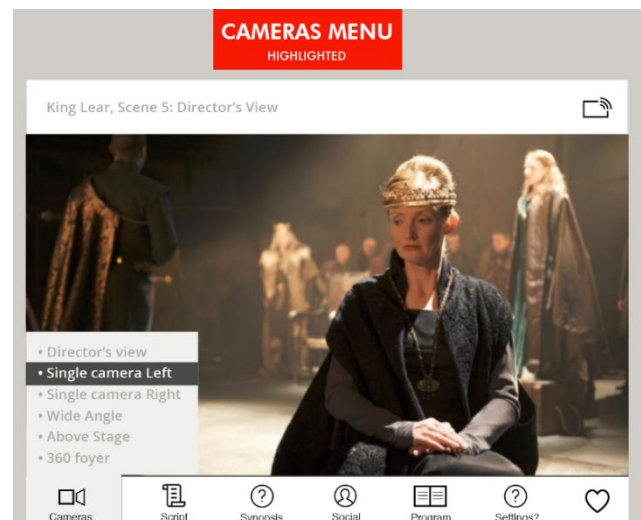 CAMERAS MENU
HIGHLIGHTED
King Lear, Scene 5: Director's View
• Director's view
• Single camera Left
• Single camera Right
• Wide Angle
• Above Stage
• 360 foyer
Cameras Script Synopsis Social Program Settings?